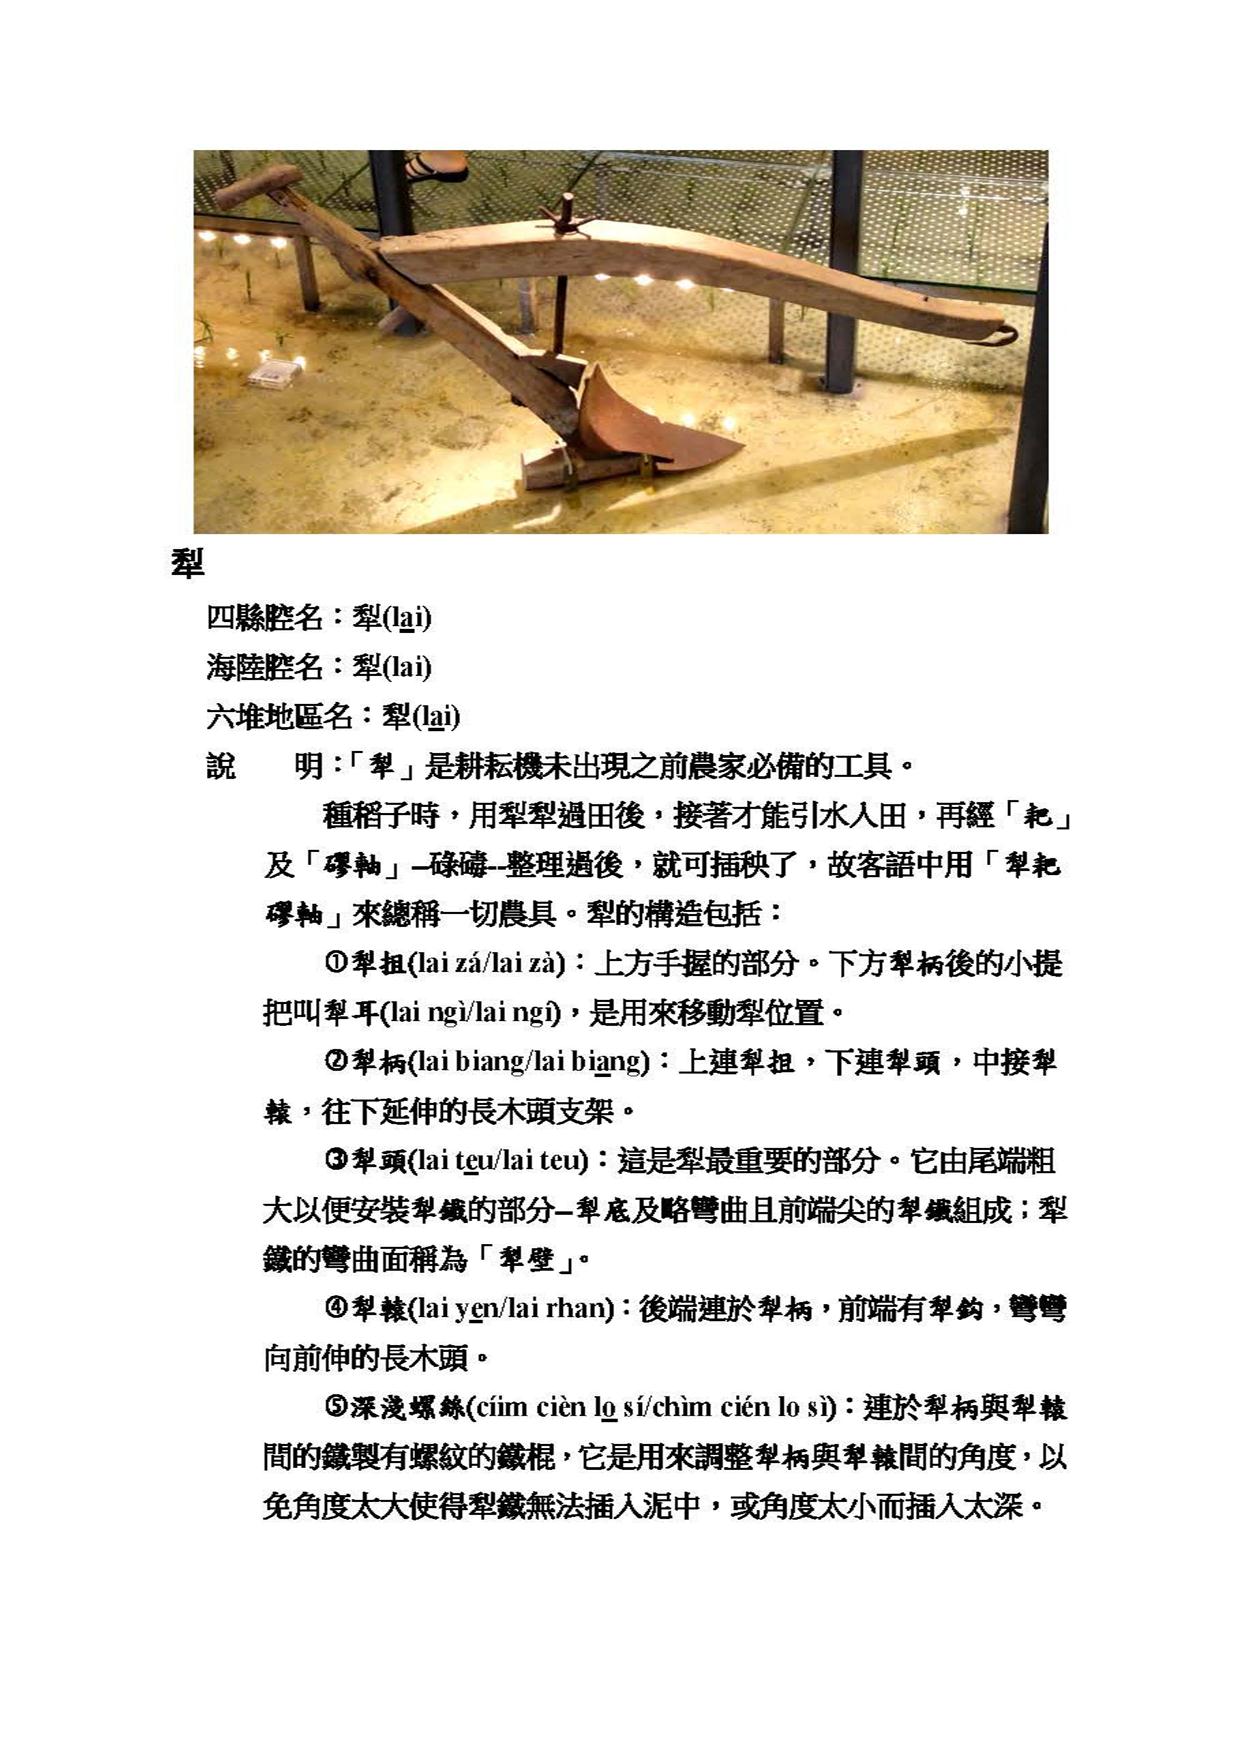 犁
四縣腔名：犁(la̲i)
海陸腔名：犁(lai)
六堆地區名：犁(la̲i)
說　　明：「犁」是耕耘機未出現之前農家必備的工具。
種稻子時，用犁犁過田後，接著才能引水入田，再經「耙」
及「磟軸」–碌碡--整理過後，就可插秧了，故客語中用「犁耙
磟軸」來總稱一切農具。犁的構造包括：
①犁担(lai zá/lai zà)：上方手握的部分。下方犁柄後的小提
把叫犁耳(lai ngì/lai ngí)，是用來移動犁位置。
②犁柄(lai biang/lai bia̲ng)：上連犁担，下連犁頭，中接犁
轅，往下延伸的長木頭支架。
③犁頭(lai te̲u/lai teu)：這是犁最重要的部分。它由尾端粗
大以便安裝犁鐵的部分–犁底及略彎曲且前端尖的犁鐵組成；犁
鐵的彎曲面稱為「犁壁」。
④犁轅(lai ye̲n/lai rhan)：後端連於犁柄，前端有犁鈎，彎彎
向前伸的長木頭。
⑤深淺螺絲(cíim cièn lo̲ sí/chìm cién lo sì)：連於犁柄與犁轅
間的鐵製有螺紋的鐵棍，它是用來調整犁柄與犁轅間的角度，以
免角度太大使得犁鐵無法插入泥中，或角度太小而插入太深。